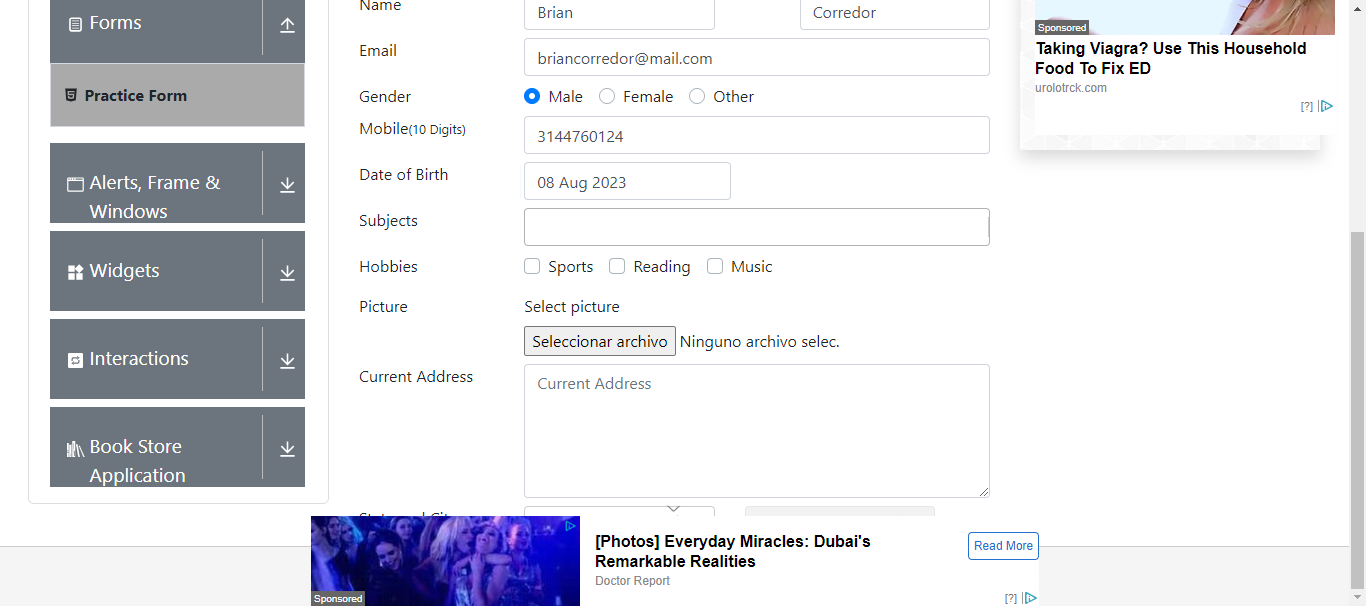 Forms
Practice Form
Alerts, Frame &
Windows
Widgets
Interactions
Book Store
Application
Name
Brian
Corredor
Email
briancorredor@mail.com
Gender
Male
Female
Other
Mobile(10 Digits)
3144760124
Date of Birth
08 Aug 2023
Subjects
Hobbies
Sports
Reading
Music
Picture
Select picture
Seleccionar archivo
Ninguno archivo selec.
Current Address
Current Address
Sponsored
Taking Viagra? Use This Household
Food To Fix ED
urolotrck.com
[?]
Sponsored
[Photos] Everyday Miracles: Dubai's
Remarkable Realities
Doctor Report
Read More
[?]